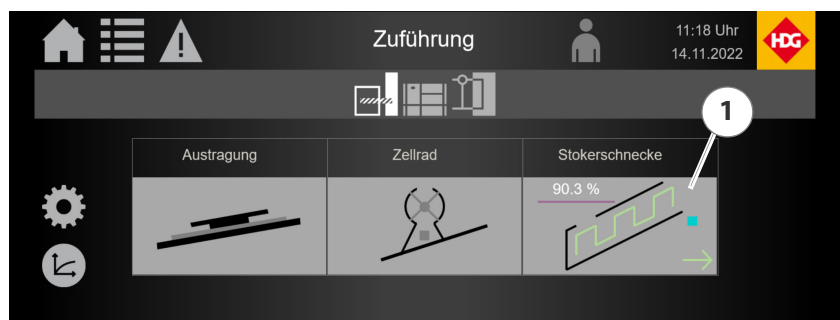 Zuführung
11:18 Uhr
14.11.2022
HDG
1
Austragung
Zellrad
Stokerschnecke
90.3 %